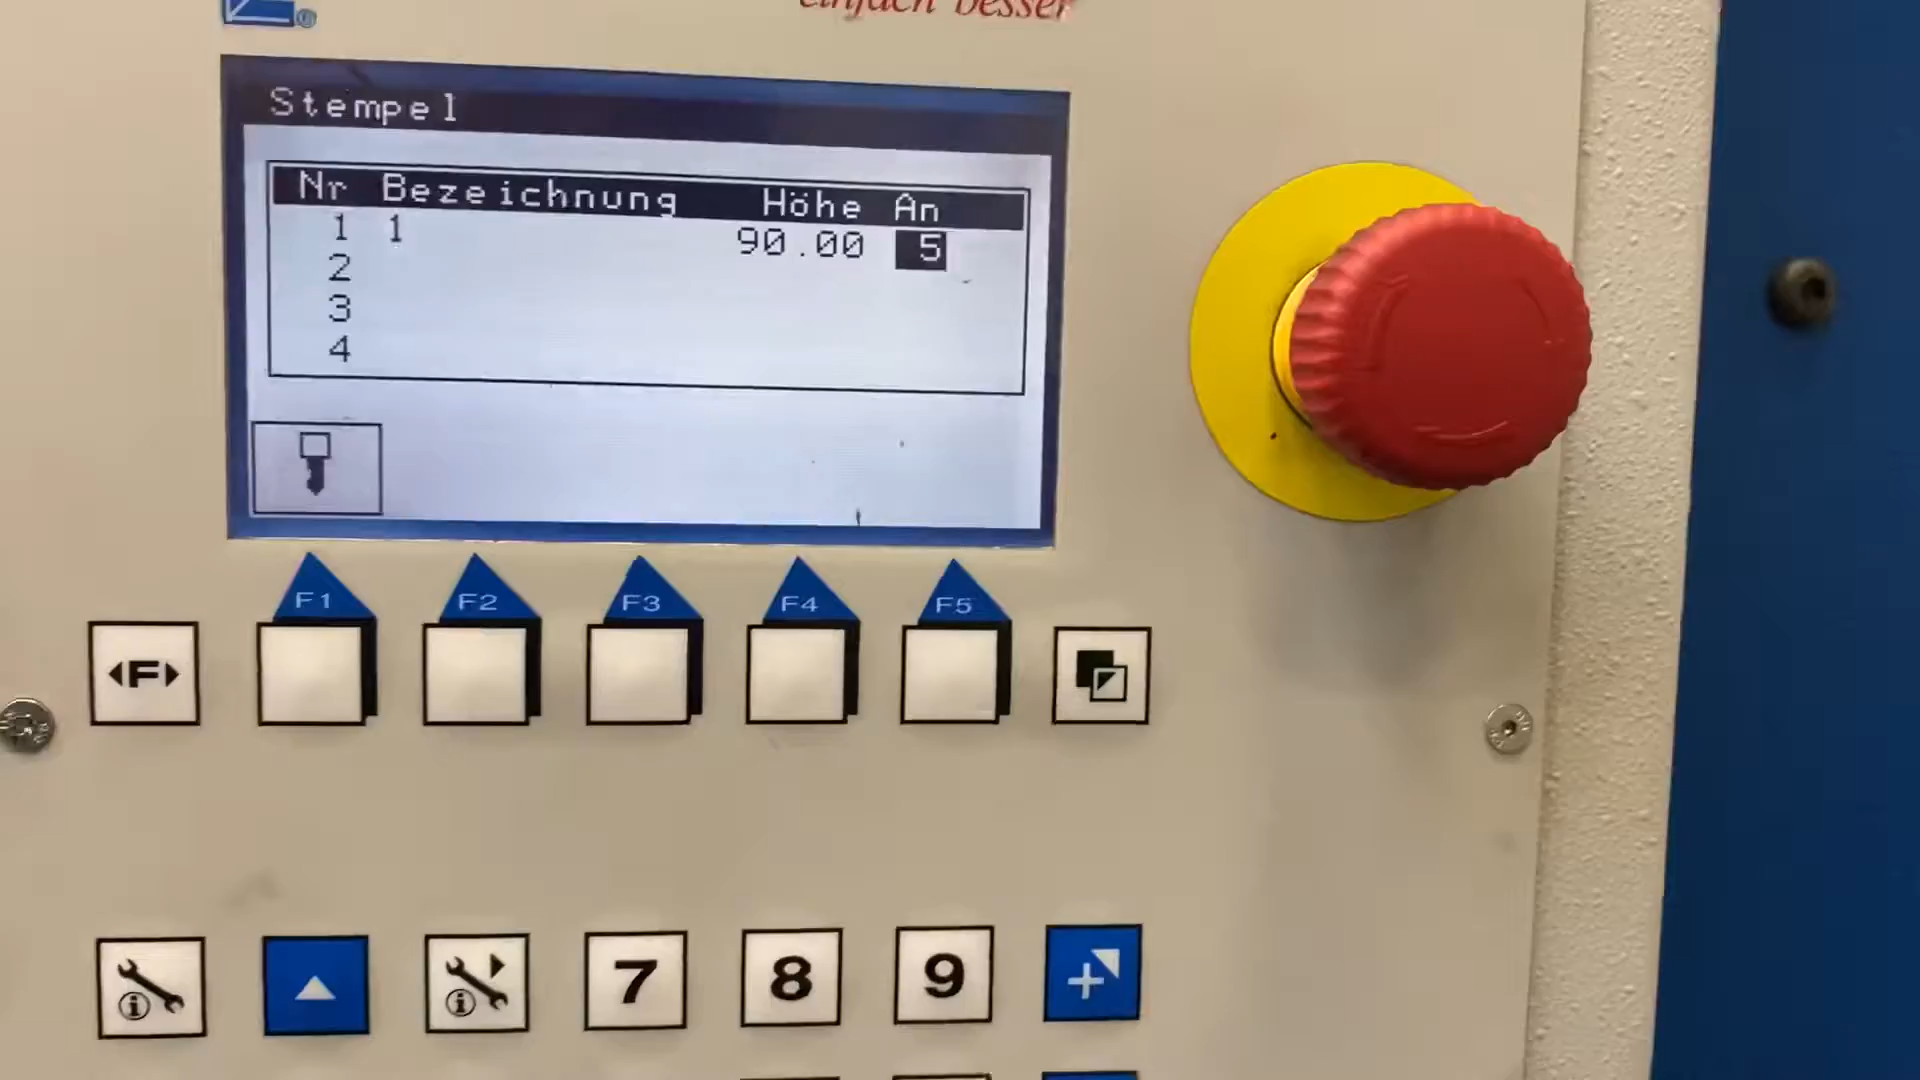 einfach besser
Stempel
Nr Bezeichnung Höhe An
1 1 90.00 5
2
3
4
F1 F2 F3 F4 F5
F
7 8 9 +